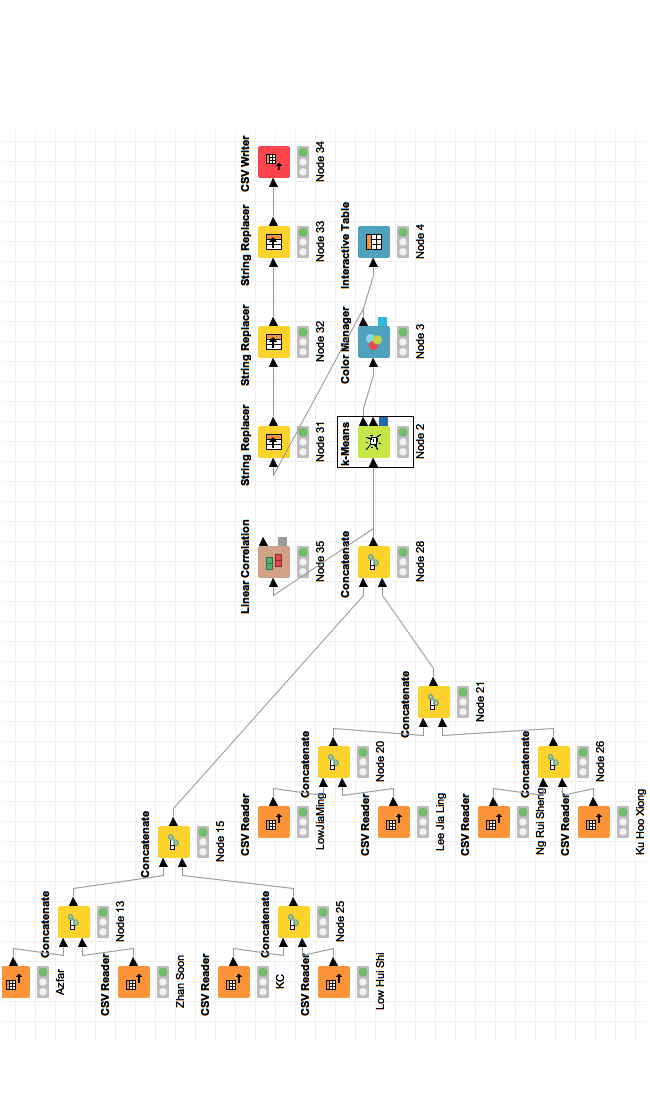 Concatenate
Azfar
CSV Reader
Node 13
Concatenate
Zhan Soon
CSV Reader
Node 15
CSV Reader
Linear Correlation
String Replacer
String Replacer
String Replacer
CSV Writer
Concatenate
KC
CSV Reader
Concatenate
LowJiaMing
Node 35
Node 31
Node 32
Node 33
Node 34
Node 25
Concatenate
k-Means
Color Manager
Interactive Table
CSV Reader
Low Hui Shi
Node 20
Concatenate
Node 28
Node 2
Node 3
Node 4
Lee Jia Ling
CSV Reader
Node 21
Concatenate
Ng Rui Sheng
CSV Reader
Node 26
Ku Hoo Xiong